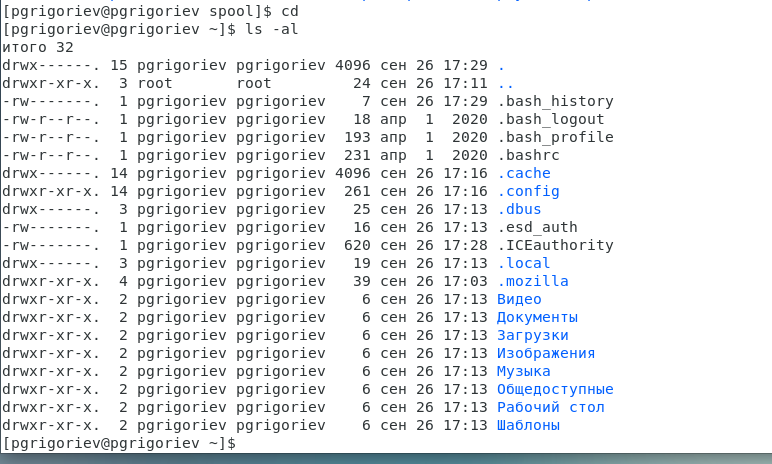 [pgrigoriev@pgrigoriev spool]$ cd
[pgrigoriev@pgrigoriev ~]$ ls -al
итого 32
drwx------. 15 pgrigoriev pgrigoriev 4096 сен 26 17:29 .
drwxr-xr-x.  3 root       root         24 сен 26 17:11 ..
-rw-------.  1 pgrigoriev pgrigoriev    7 сен 26 17:29 .bash_history
-rw-r--r--.  1 pgrigoriev pgrigoriev   18 апр  1  2020 .bash_logout
-rw-r--r--.  1 pgrigoriev pgrigoriev  193 апр  1  2020 .bash_profile
-rw-r--r--.  1 pgrigoriev pgrigoriev  231 апр  1  2020 .bashrc
drwx------. 14 pgrigoriev pgrigoriev 4096 сен 26 17:16 .cache
drwxr-xr-x. 14 pgrigoriev pgrigoriev  261 сен 26 17:16 .config
drwx------.  3 pgrigoriev pgrigoriev   25 сен 26 17:13 .dbus
-rw-------.  1 pgrigoriev pgrigoriev   16 сен 26 17:13 .esd_auth
-rw-------.  1 pgrigoriev pgrigoriev  620 сен 26 17:28 .ICEauthority
drwx------.  3 pgrigoriev pgrigoriev   19 сен 26 17:13 .local
drwxr-xr-x.  4 pgrigoriev pgrigoriev   39 сен 26 17:03 .mozilla
drwxr-xr-x.  2 pgrigoriev pgrigoriev    6 сен 26 17:13 Видео
drwxr-xr-x.  2 pgrigoriev pgrigoriev    6 сен 26 17:13 Документы
drwxr-xr-x.  2 pgrigoriev pgrigoriev    6 сен 26 17:13 Загрузки
drwxr-xr-x.  2 pgrigoriev pgrigoriev    6 сен 26 17:13 Изображения
drwxr-xr-x.  2 pgrigoriev pgrigoriev    6 сен 26 17:13 Музыка
drwxr-xr-x.  2 pgrigoriev pgrigoriev    6 сен 26 17:13 Общедоступные
drwxr-xr-x.  2 pgrigoriev pgrigoriev    6 сен 26 17:13 Рабочий стол
drwxr-xr-x.  2 pgrigoriev pgrigoriev    6 сен 26 17:13 Шаблоны
[pgrigoriev@pgrigoriev ~]$